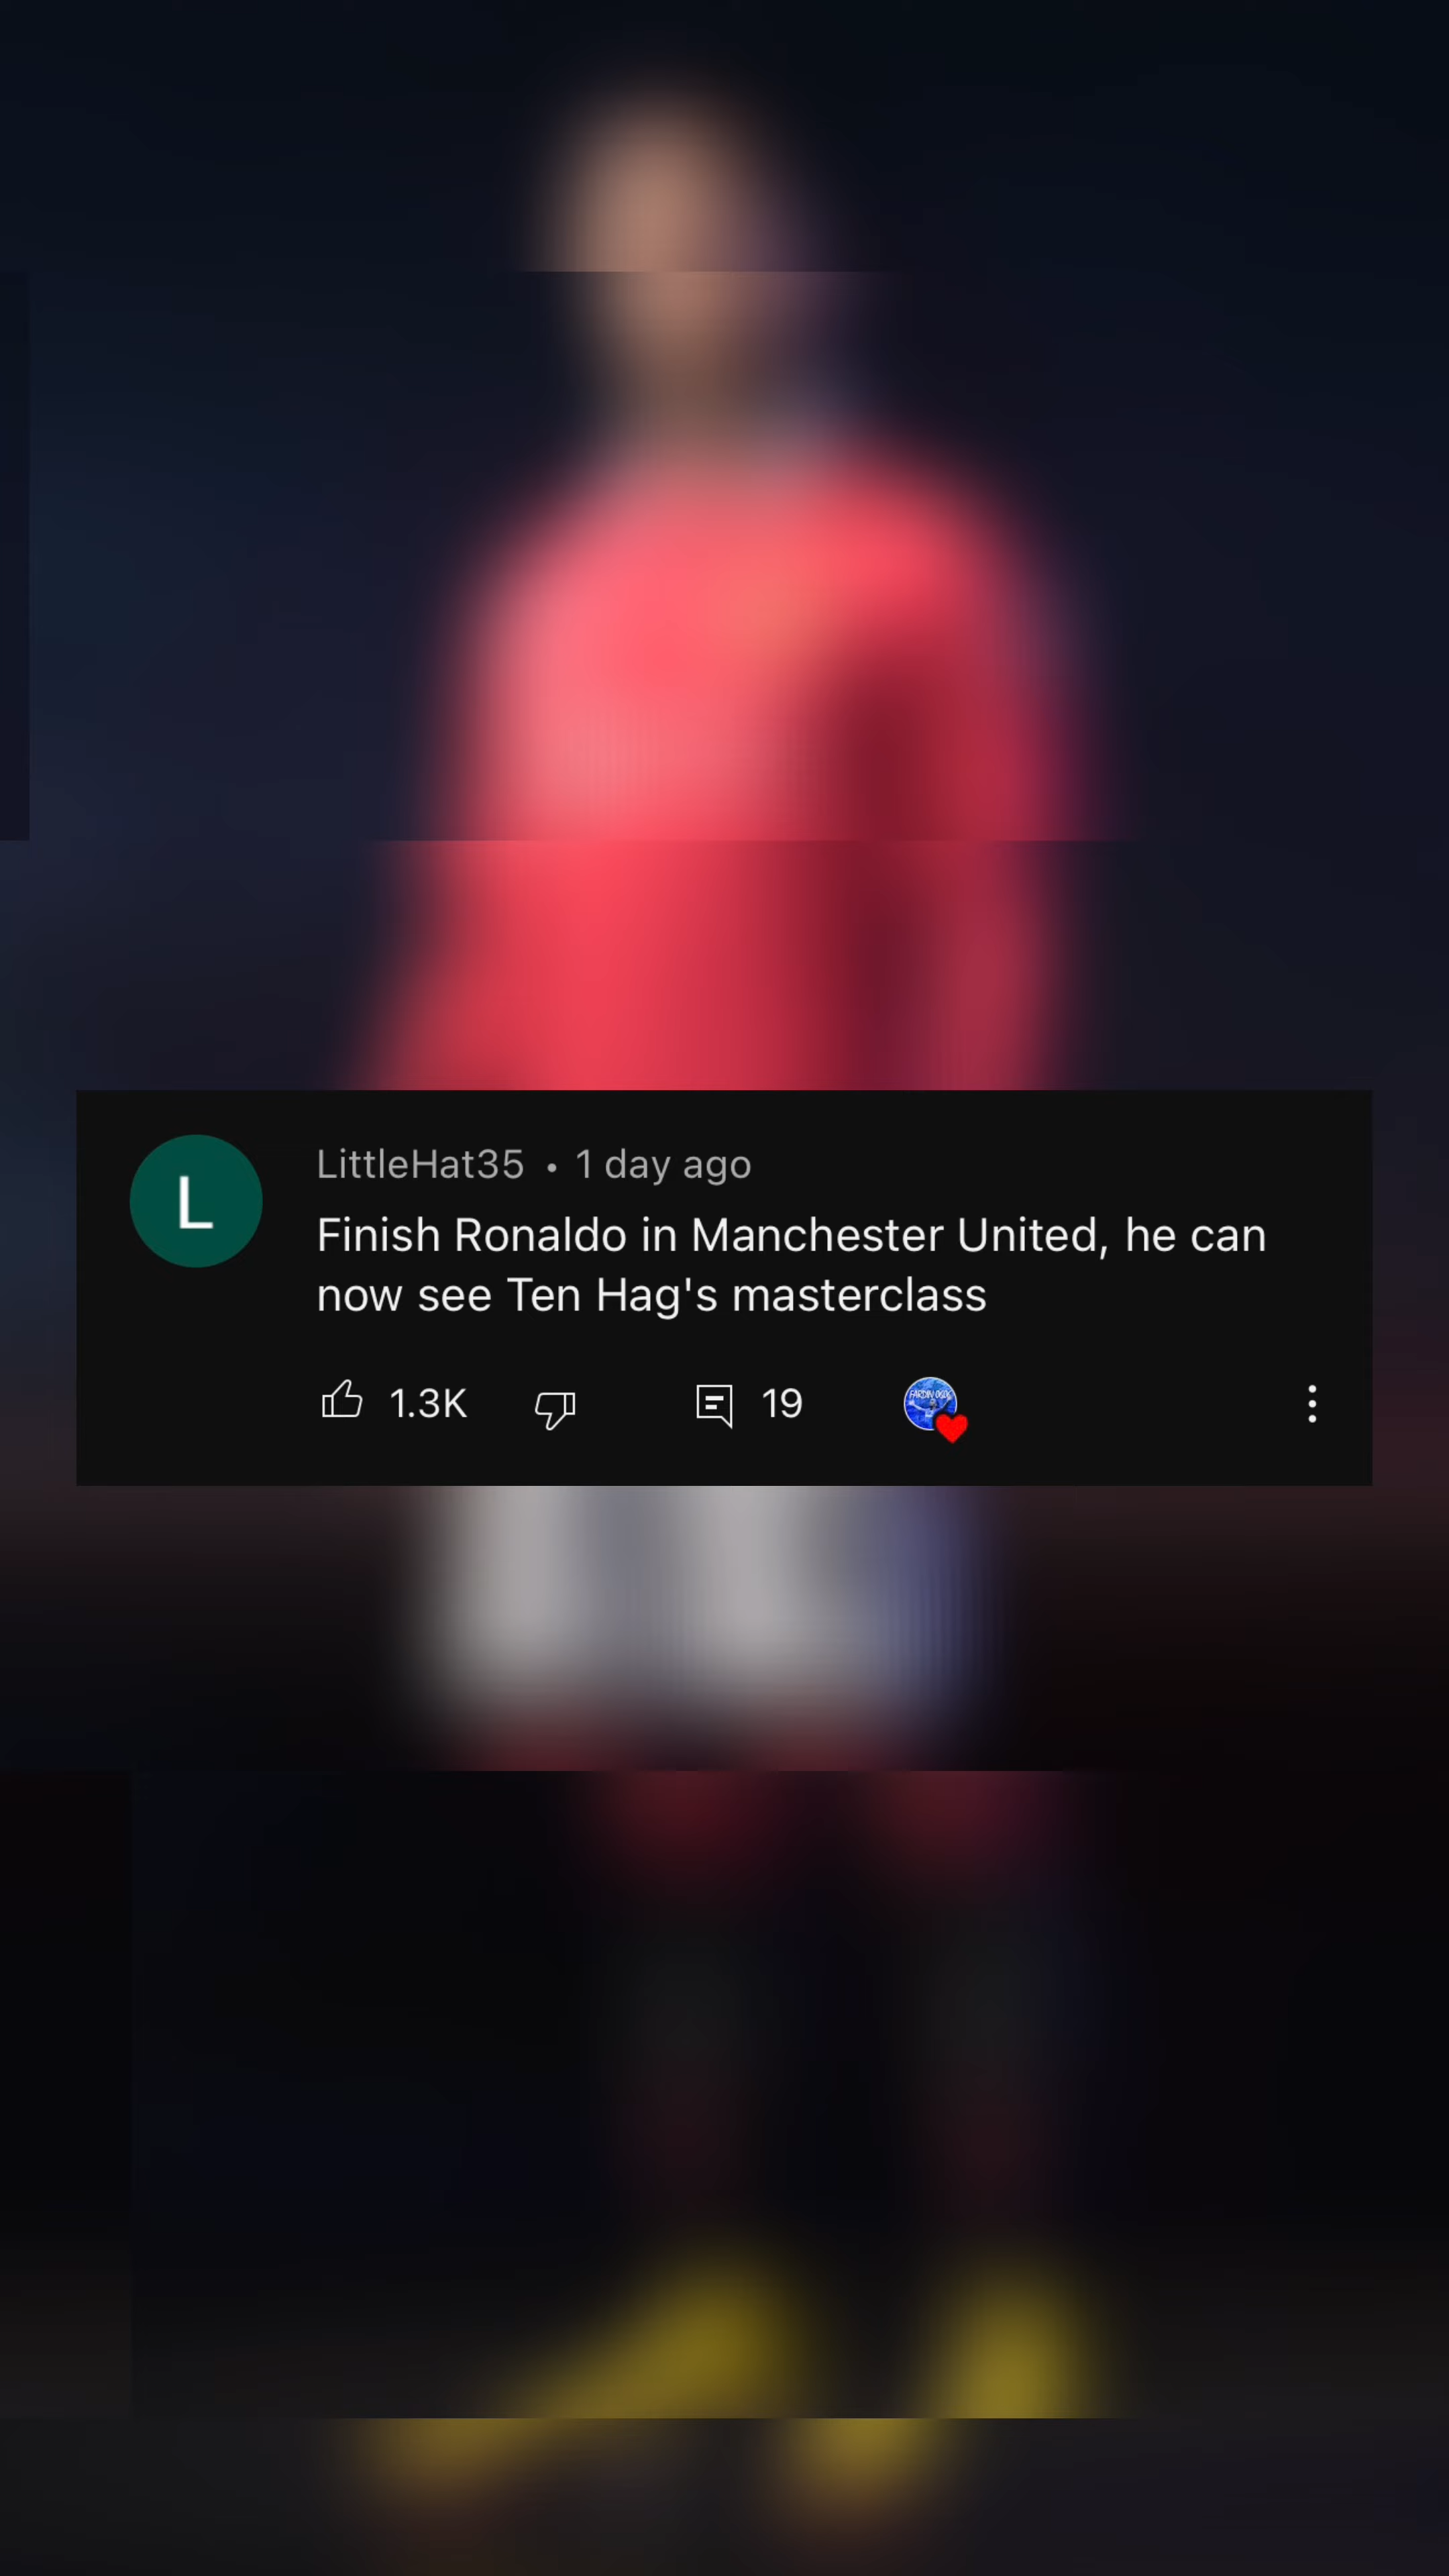 L
LittleHat35 • 1 day ago
Finish Ronaldo in Manchester United, he can
now see Ten Hag's masterclass
1.3K
19